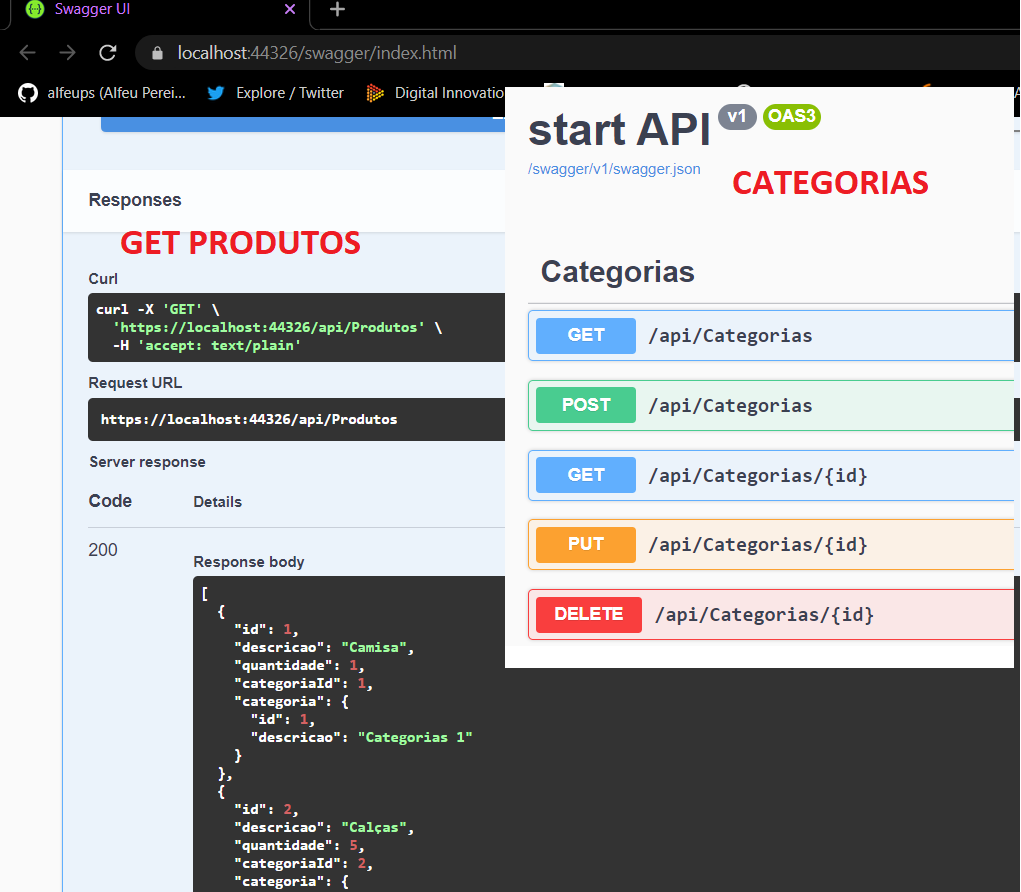 Swagger UI
localhost:44326/swagger/index.html
alfeups (Alfeu Perei...
Explore / Twitter
Digital Innovatio
Responses
GET PRODUTOS
Curl
curl -X 'GET' \
'https://localhost:44326/api/Produtos' \
-H 'accept: text/plain'
Request URL
https://localhost:44326/api/Produtos
Server response
Code
Details
200
Response body
[
{
"id": 1,
"descricao": "Camisa",
"quantidade": 1,
"categoriaId": 1,
"categoria": {
"id": 1,
"descricao": "Categorias 1"
}
},
{
"id": 2,
"descricao": "Calças",
"quantidade": 5,
"categoriaId": 2,
"categoria": {
start API v1 OAS3
/swagger/v1/swagger.json
CATEGORIAS
Categorias
GET /api/Categorias
POST /api/Categorias
GET /api/Categorias/{id}
PUT /api/Categorias/{id}
DELETE /api/Categorias/{id}